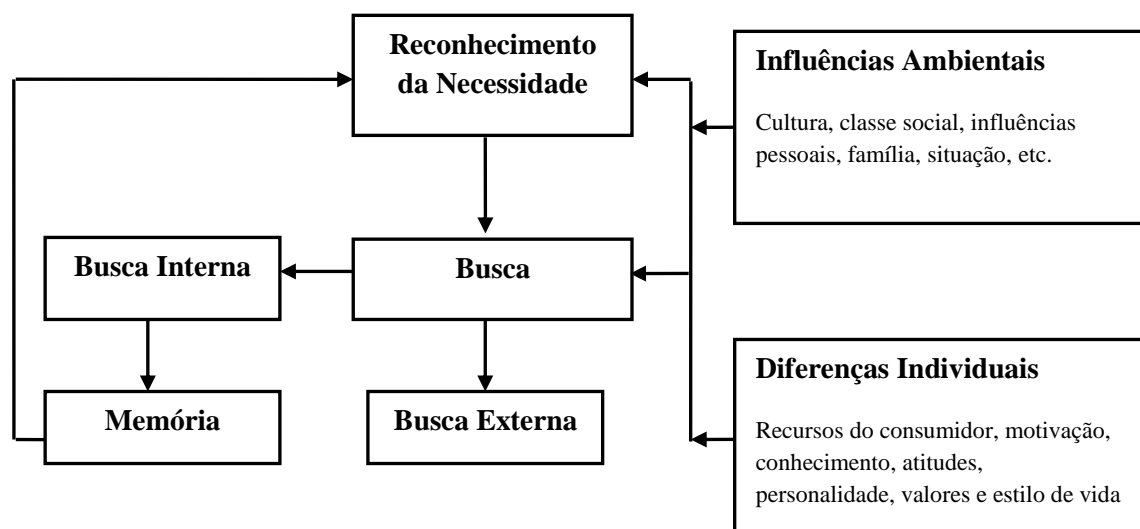 Reconhecimento
da Necessidade
Influências Ambientais
Cultura, classe social, influências
pessoais, família, situação, etc.
Busca Interna
Busca
Memória
Busca Externa
Diferenças Individuais
Recursos do consumidor, motivação,
conhecimento, atitudes,
personalidade, valores e estilo de vida